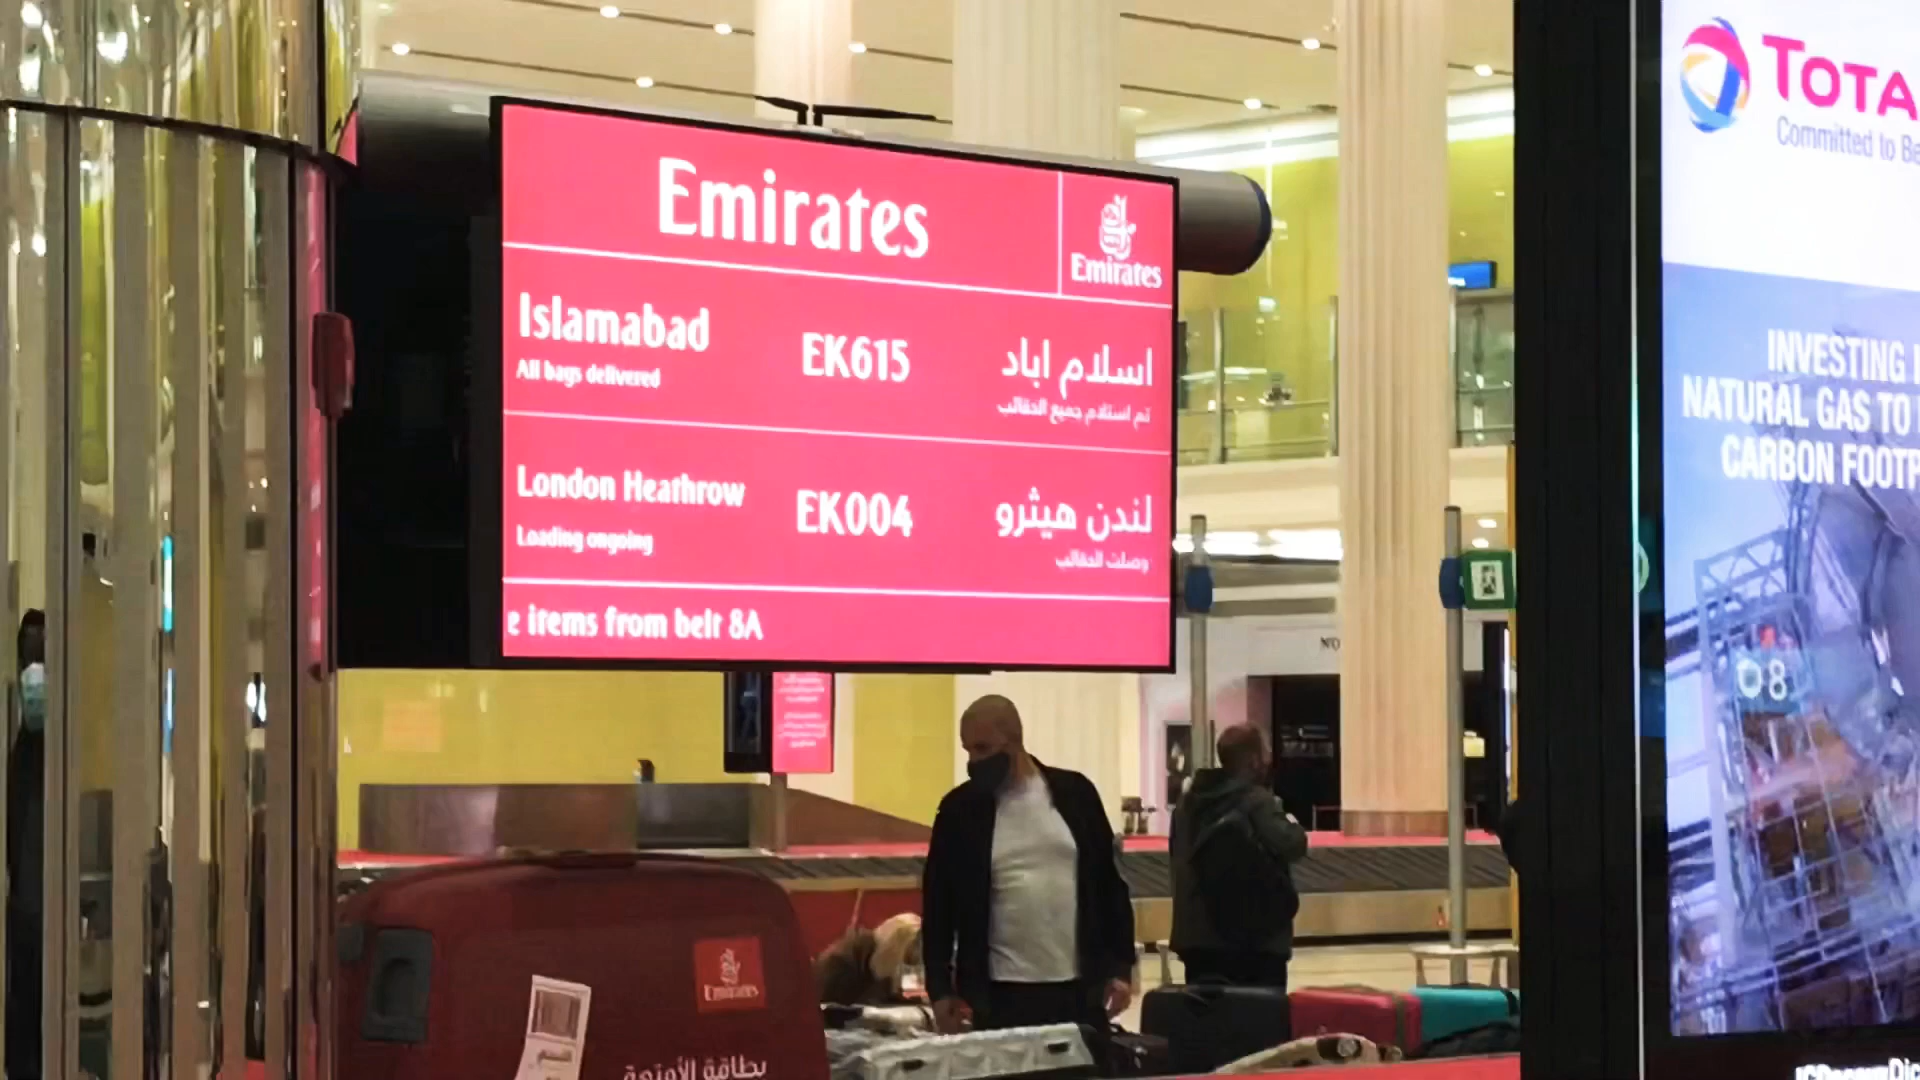 Emirates
Emirates
Islamabad
EK615
اسلام اباد
All bags delivered
تم استلام جميع الحقائب
London Heathrow
EK004
لندن هيثرو
Loading ongoing
وصلت الحقائب
e items from belt 8A
TOTA
Committed to Be
INVESTING I
NATURAL GAS TO
CARBON FOOTP
08
NO
Emirates
بطاقة الأمتعة